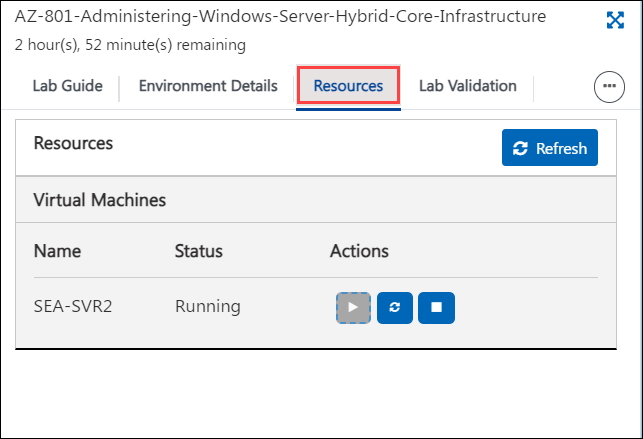 AZ-801-Administering-Windows-Server-Hybrid-Core-Infrastructure
2 hour(s), 52 minute(s) remaining
Lab Guide Environment Details Resources Lab Validation
Resources Refresh
Virtual Machines
Name Status Actions
SEA-SVR2 Running